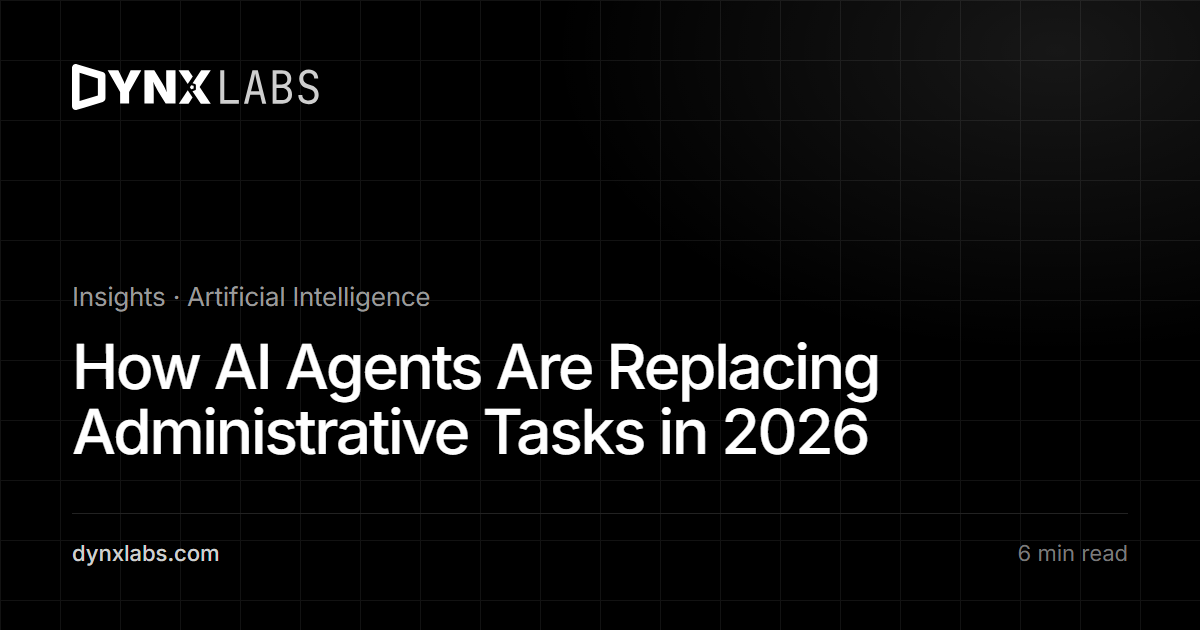 DYNX LABS
Insights · Artificial Intelligence
How AI Agents Are Replacing
Administrative Tasks in 2026
dynxlabs.com
6 min read